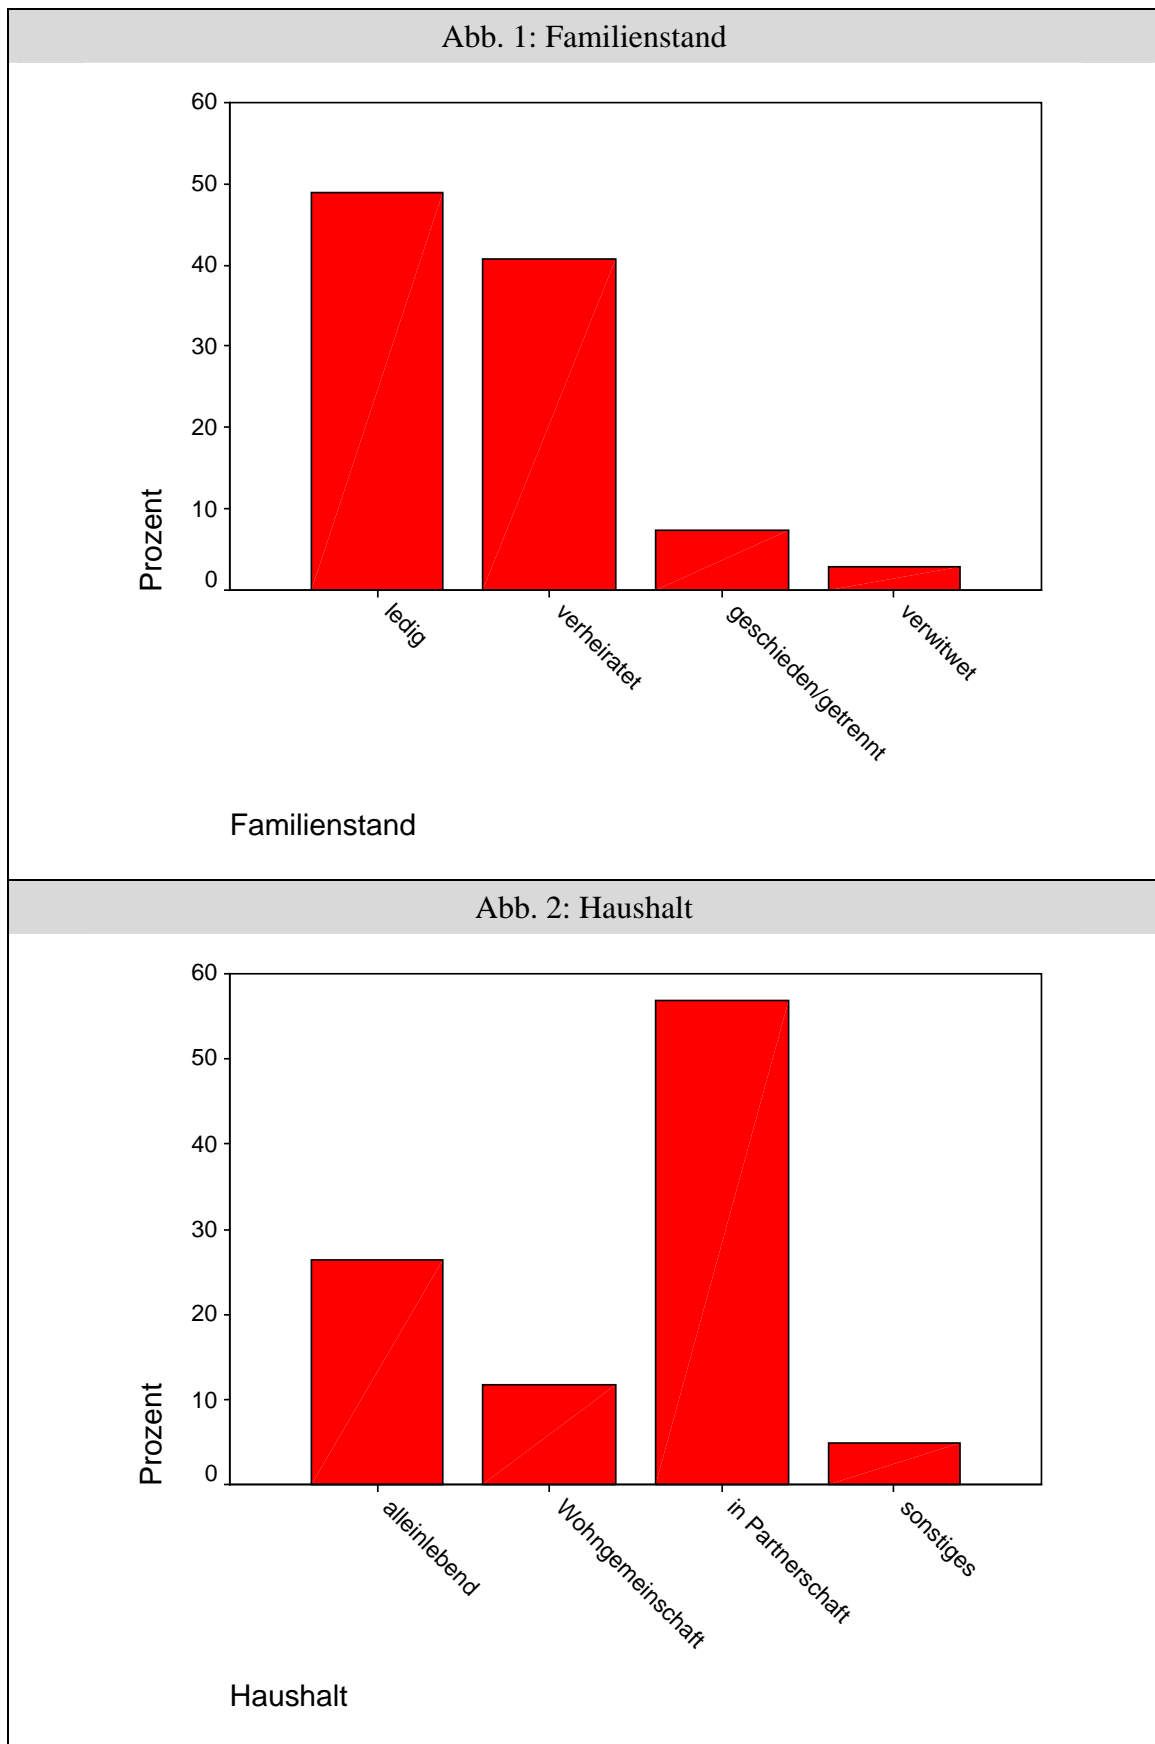 Abb. 1: Familienstand
60
50
40
30
20
10
0
Prozent
ledig
verheiratet
geschieden/getrennt
verwitwet
Familienstand
Abb. 2: Haushalt
60
50
40
30
20
10
0
Prozent
alleinlebend
Wohngemeinschaft
in Partnerschaft
sonstiges
Haushalt